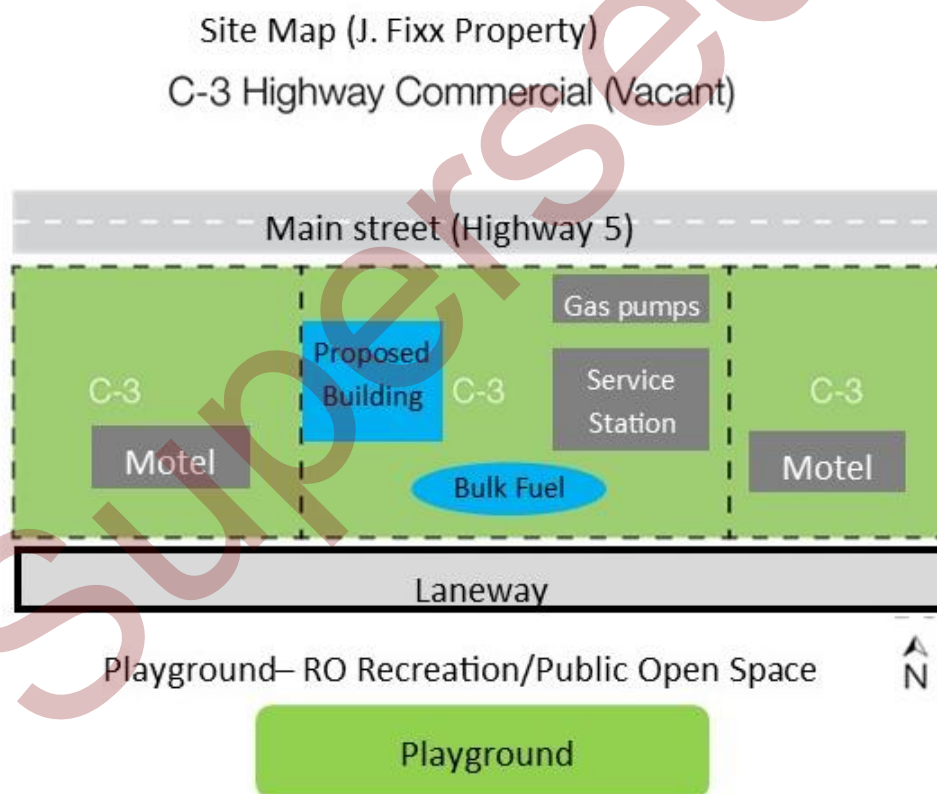 Site Map (J. Fixx Property)
C-3 Highway Commercial (Vacant)
Main street (Highway 5)
Gas pumps
Proposed
Building
C-3
C-3
Service
Station
C-3
Motel
Motel
Bulk Fuel
Laneway
Playground– RO Recreation/Public Open Space
N
Playground
Supersed